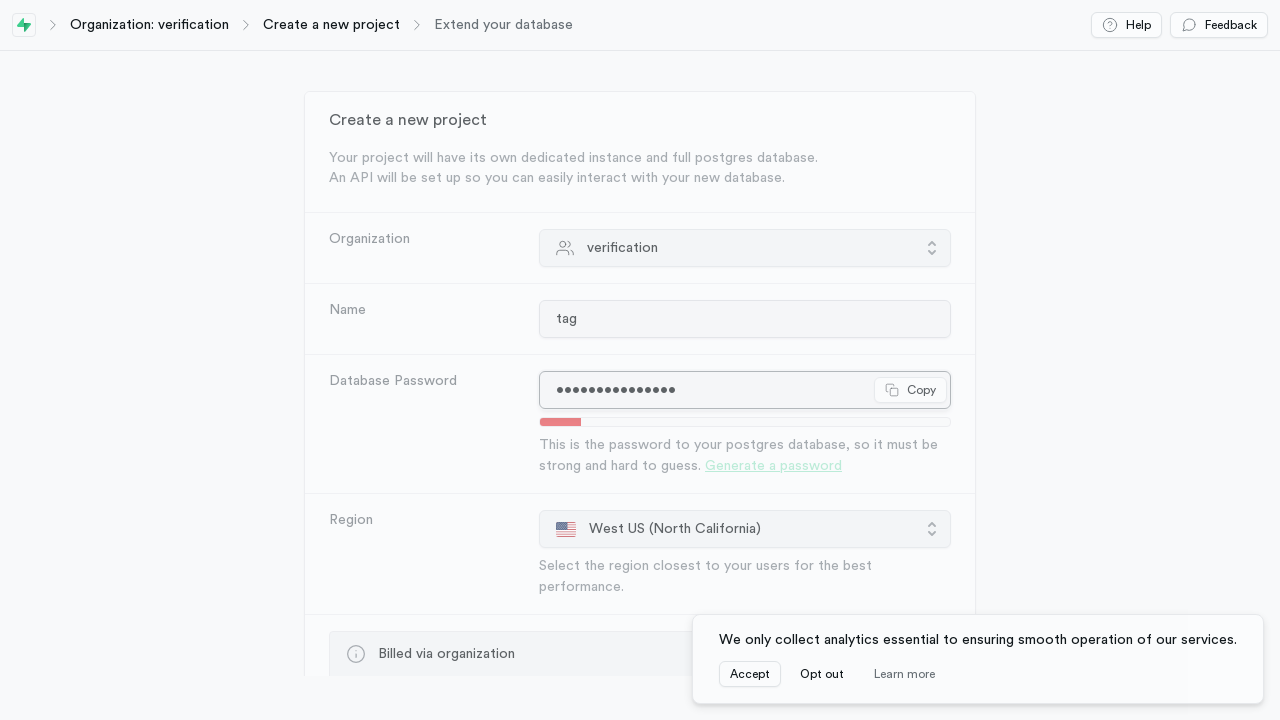 Organization: verification
Create a new project
Extend your database
Help
Feedback
Create a new project
Your project will have its own dedicated instance and full postgres database.
An API will be set up so you can easily interact with your new database.
Organization
verification
Name
tag
Database Password
•••••••••••••••
Copy
This is the password to your postgres database, so it must be
strong and hard to guess. Generate a password
Region
West US (North California)
Select the region closest to your users for the best
performance.
Billed via organization
We only collect analytics essential to ensuring smooth operation of our services.
Accept
Opt out
Learn more